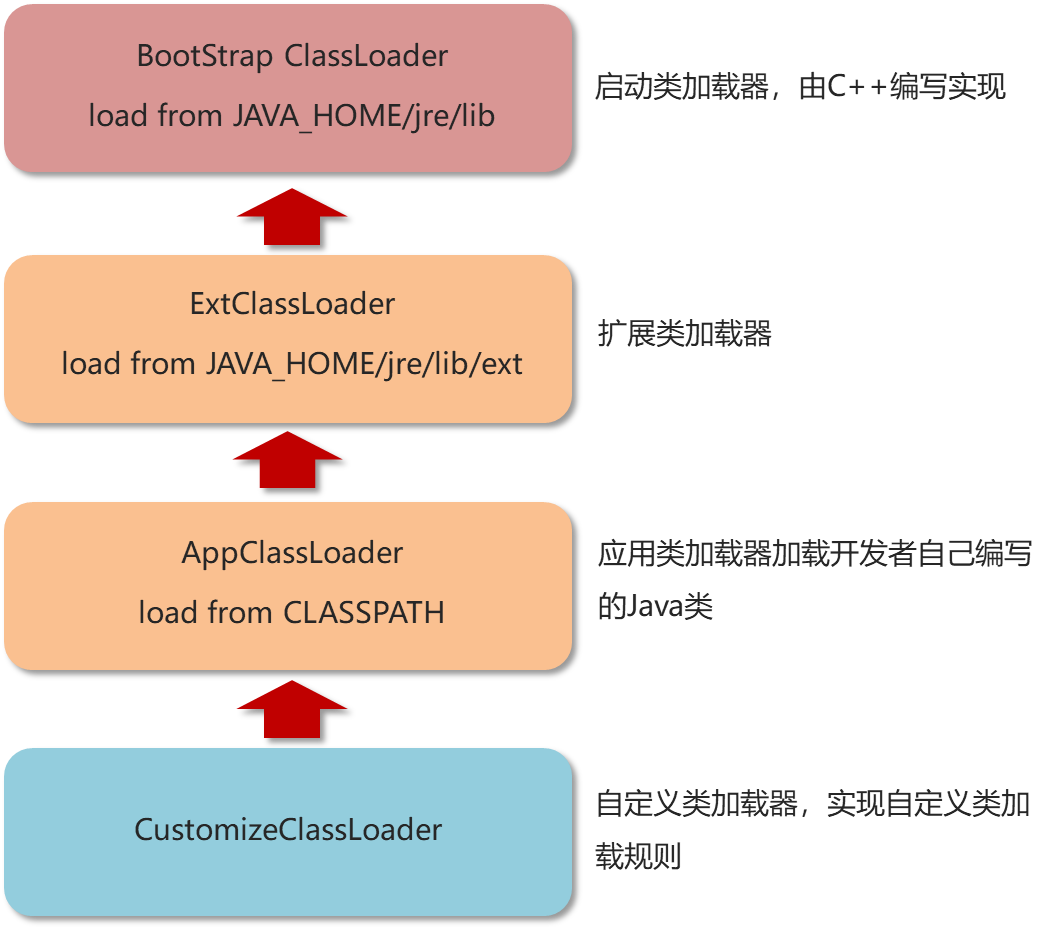 BootStrap ClassLoader
load from JAVA_HOME/jre/lib
启动类加载器，由C++编写实现
ExtClassLoader
load from JAVA_HOME/jre/lib/ext
扩展类加载器
AppClassLoader
load from CLASSPATH
应用类加载器加载开发者自己编写
的Java类
CustomizeClassLoader
自定义类加载器，实现自定义类加
载规则